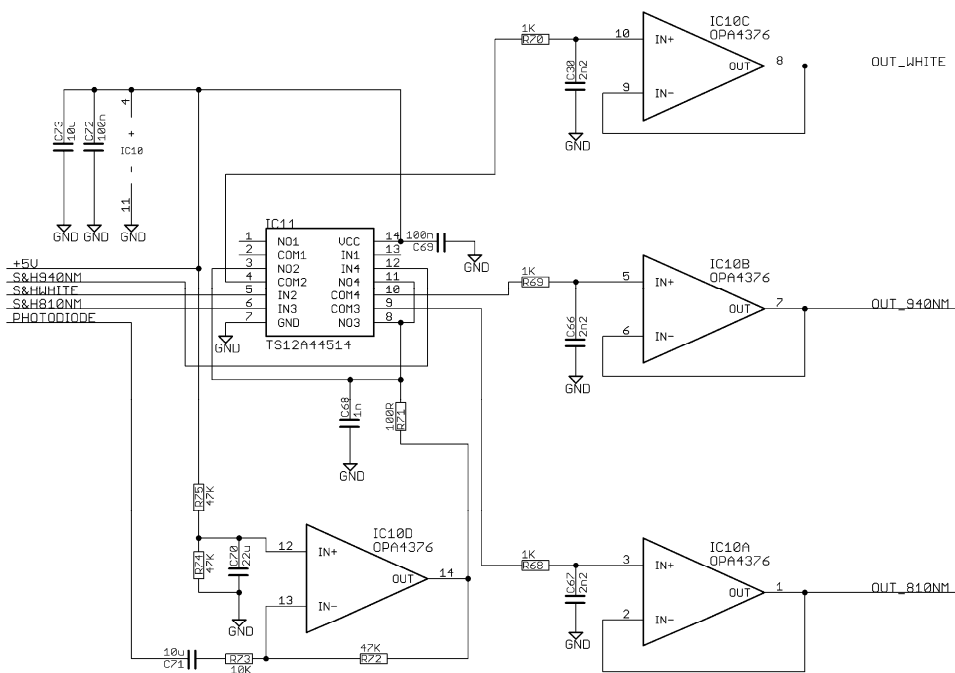 IC10C
OPA4376
1K
R70
10
IN+
C30
2n2
OUT
8
OUT_WHITE
9
IN-
GND
4
+
IC10
-
11
C73
10u
C72
100n
GND
GND
GND
IC11
1
NO1
VCC
14
2
COM1
IN1
13
3
NO2
IN4
12
4
COM2
NO4
11
5
IN2
COM4
10
6
IN3
COM3
9
7
GND
NO3
8
GND
TS12A44514
100n
C69
GND
+5V
S&H940NM
S&HWHITE
S&H810NM
PHOTODIODE
IC10B
OPA4376
1K
R69
5
IN+
C66
2n2
OUT
7
OUT_940NM
6
IN-
GND
C68
1n
100R
R71
GND
R75
47K
R74
47K
C70
22u
GND
IC10D
OPA4376
12
IN+
OUT
14
13
IN-
10u
C71
R73
10K
47K
R72
IC10A
OPA4376
1K
R68
3
IN+
C67
2n2
OUT
1
OUT_810NM
2
IN-
GND